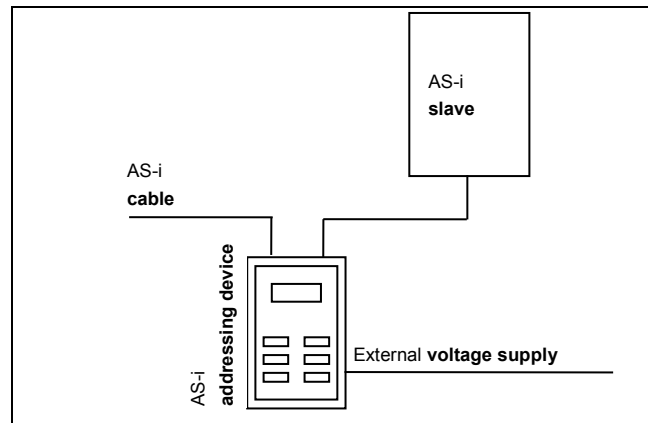 AS-i
slave
AS-i
cable
AS-i
addressing device
External voltage supply